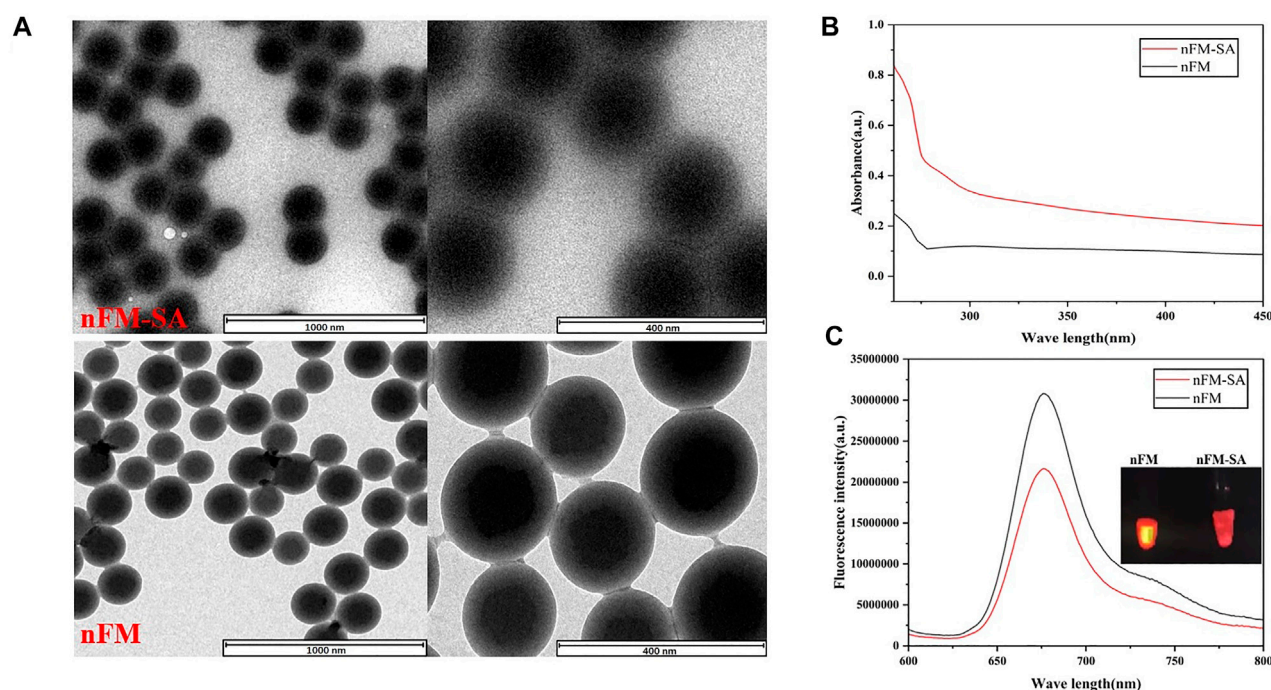 A
nFM-SA
1000 nm
400 nm
nFM
1000 nm
400 nm
B
nFM-SA
nFM
1.0
0.8
0.6
0.4
0.2
0.0
Absorbance(a.u.)
300
350
400
450
Wave length(nm)
C
nFM-SA
nFM
35000000
30000000
25000000
20000000
15000000
10000000
5000000
0
Fluorescence intensity(a.u.)
nFM nFM-SA
600
650
700
750
800
Wave length(nm)